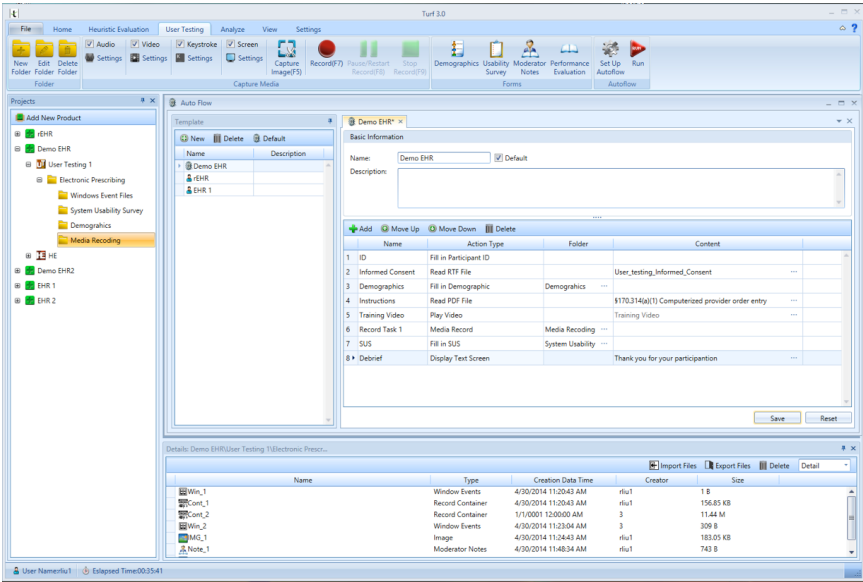 Turf 3.0
File Home Heuristic Evaluation User Testing Analyze View Settings
Audio Video Keystroke Screen
Settings Settings Settings Settings
New Folder Edit Folder Delete Folder Capture Image(F5) Record(F7) Pause/Restart Record(F8) Stop Record(F9) Demographics Usability Survey Moderator Notes Performance Evaluation Set Up Autoflow Run
Folder Capture Media Forms Autoflow
Projects
Add New Product
rEHR
Demo EHR
User Testing 1
Electronic Prescribing
Windows Event Files
System Usability Survey
Demograhics
Media Recoding
HE
Demo EHR2
EHR 1
EHR 2
Auto Flow
Template
New Delete Default
Name Description
Demo EHR
rEHR
EHR 1
Demo EHR*
Basic Information
Name: Demo EHR Default
Description:
Add Move Up Move Down Delete
Name Action Type Folder Content
1 ID Fill in Participant ID
2 Informed Consent Read RTF File User_testing_Informed_Consent ...
3 Demographics Fill in Demographic Demograhics ...
4 Instructions Read PDF File §170.314(a)(1) Computerized provider order entry ...
5 Training Video Play Video Training Video ...
6 Record Task 1 Media Record Media Recoding ...
7 SUS Fill in SUS System Usability ...
8 Debrief Display Text Screen Thank you for your participantion ...
Save Reset
Details: Demo EHR\User Testing 1\Electronic Prescr...
Import Files Export Files Delete Detail
Name Type Creation Data Time Creator Size
Win_1 Window Events 4/30/2014 11:20:43 AM rliu1 1 B
Cont_1 Record Container 4/30/2014 11:20:43 AM rliu1 156.85 KB
Cont_2 Record Container 1/1/0001 12:00:00 AM 3 11.44 M
Win_2 Window Events 4/30/2014 11:23:04 AM 3 309 B
IMG_1 Image 4/30/2014 11:24:43 AM rliu1 183.05 KB
Note_1 Moderator Notes 4/30/2014 11:48:34 AM rliu1 743 B
User Name:rliu1 Eslapsed Time:00:35:41